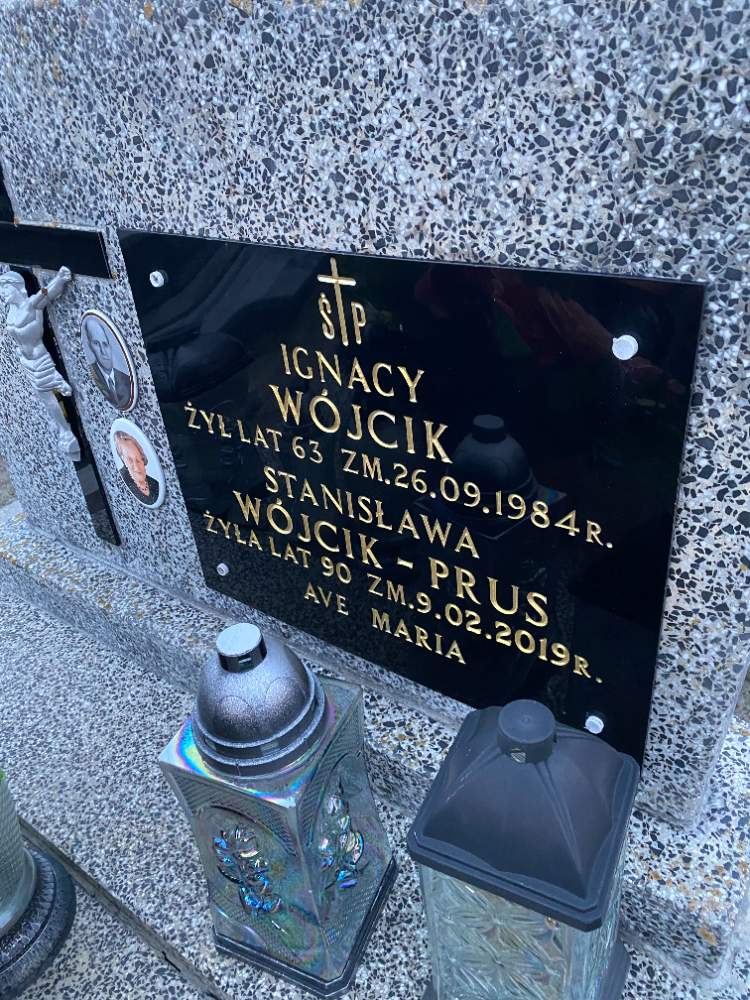 ŚP
IGNACY
WÓJCIK
ŻYŁ LAT 63 ZM.26.09.1984R.
STANISŁAWA
WÓJCIK - PRUS
ŻYŁA LAT 90 ZM.9.02.2019R.
AVE MARIA